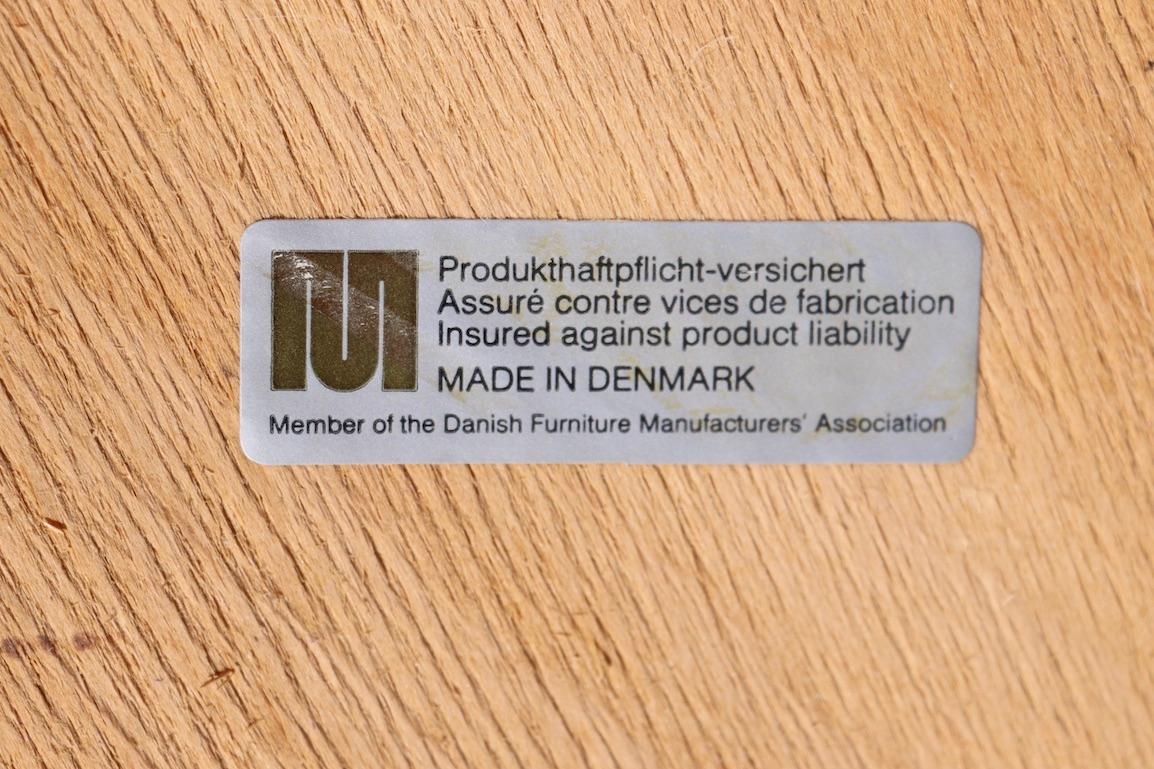 Produkthaftpflicht-versichert
Assuré contre vices de fabrication
Insured against product liability
MADE IN DENMARK
Member of the Danish Furniture Manufacturers' Association